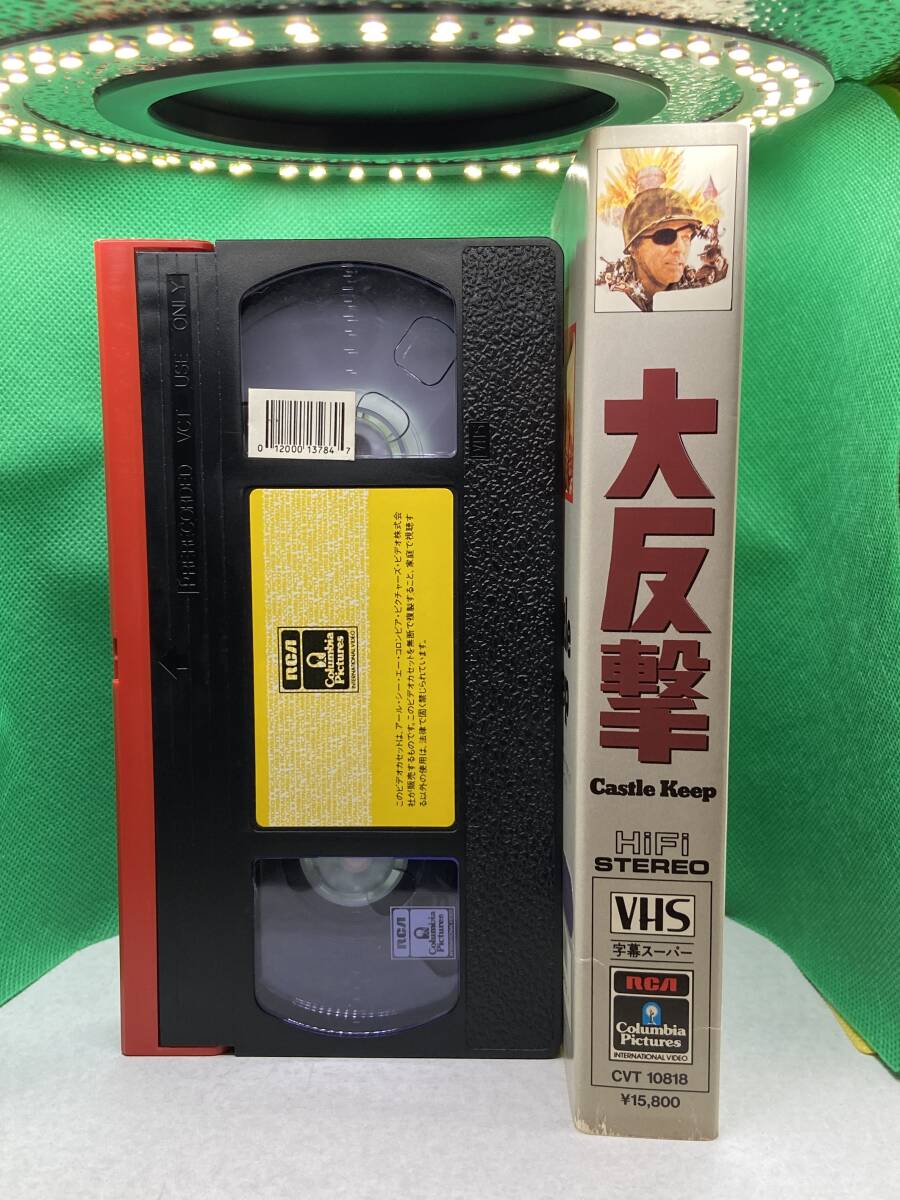 PRERECORDED VCT USE ONLY
0 12000 13784 7
VHS
RCA
Columbia
Pictures
INTERNATIONAL VIDEO
このビデオカセットは、アール・シー・エー・コロンビア・ピクチャーズ・ビデオ株式会
社が販売するものです。このビデオカセットを無断で複製すること、家庭で視聴す
る以外の使用は、法律で固く禁じられています。
RCA
Columbia
Pictures
大反撃
Castle Keep
HiFi
STEREO
VHS
字幕スーパー
RCA
Columbia
Pictures
INTERNATIONAL VIDEO
CVT 10818
¥15,800